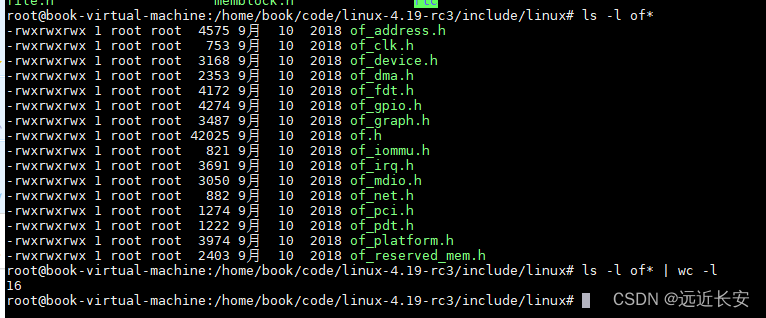 file.h memblock.h rtc
root@book-virtual-machine:/home/book/code/linux-4.19-rc3/include/linux# ls -l of*
-rwxrwxrwx 1 root root  4575 9月  10  2018 of_address.h
-rwxrwxrwx 1 root root   753 9月  10  2018 of_clk.h
-rwxrwxrwx 1 root root  3168 9月  10  2018 of_device.h
-rwxrwxrwx 1 root root  2353 9月  10  2018 of_dma.h
-rwxrwxrwx 1 root root  4172 9月  10  2018 of_fdt.h
-rwxrwxrwx 1 root root  4274 9月  10  2018 of_gpio.h
-rwxrwxrwx 1 root root  3487 9月  10  2018 of_graph.h
-rwxrwxrwx 1 root root 42025 9月  10  2018 of.h
-rwxrwxrwx 1 root root   821 9月  10  2018 of_iommu.h
-rwxrwxrwx 1 root root  3691 9月  10  2018 of_irq.h
-rwxrwxrwx 1 root root  3050 9月  10  2018 of_mdio.h
-rwxrwxrwx 1 root root   882 9月  10  2018 of_net.h
-rwxrwxrwx 1 root root  1274 9月  10  2018 of_pci.h
-rwxrwxrwx 1 root root  1222 9月  10  2018 of_pdt.h
-rwxrwxrwx 1 root root  3974 9月  10  2018 of_platform.h
-rwxrwxrwx 1 root root  2403 9月  10  2018 of_reserved_mem.h
root@book-virtual-machine:/home/book/code/linux-4.19-rc3/include/linux# ls -l of* | wc -l
16
root@book-virtual-machine:/home/book/code/linux-4.19-rc3/include/linux#
CSDN @远近长安